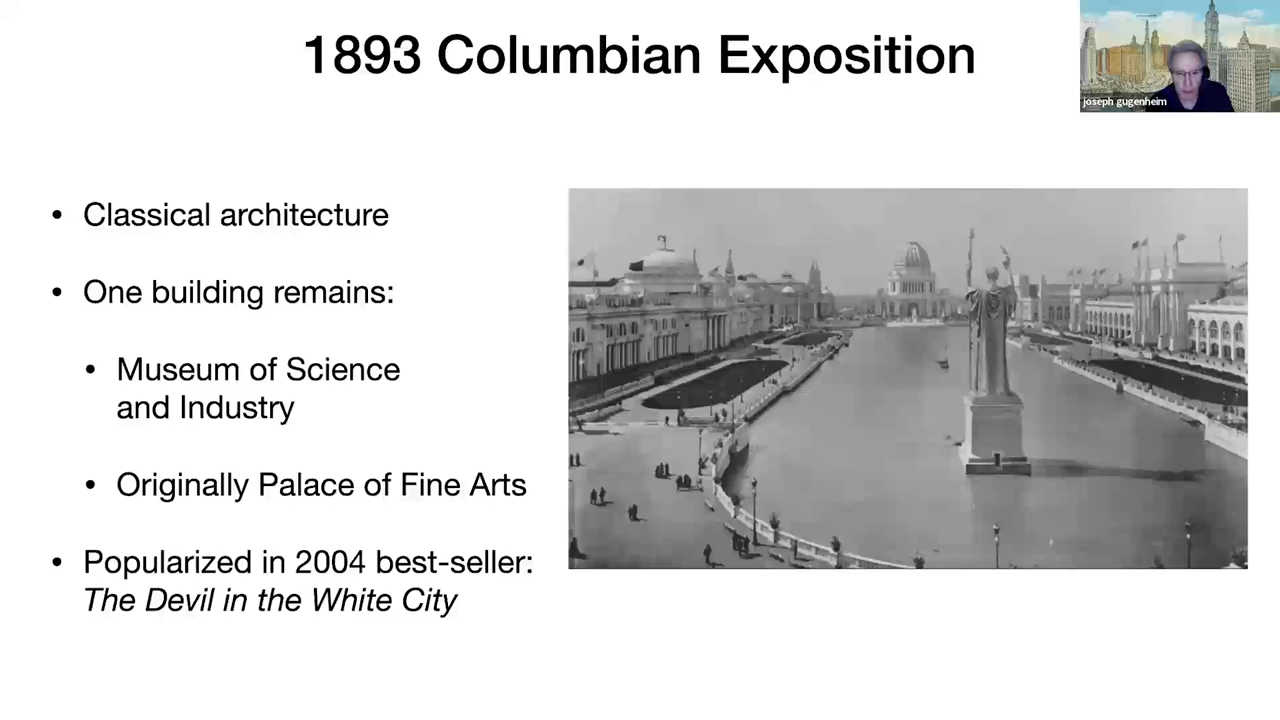 1893 Columbian Exposition
joseph gugenheim
• Classical architecture
• One building remains:
• Museum of Science
and Industry
• Originally Palace of Fine Arts
• Popularized in 2004 best-seller:
The Devil in the White City